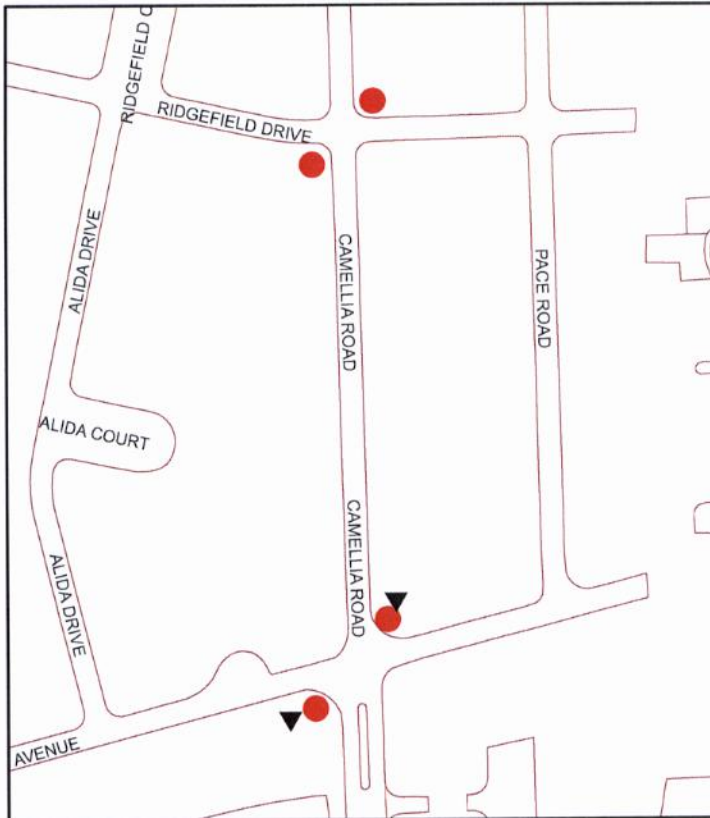 RIDGEFIELD C
RIDGEFIELD DRIVE
ALIDA DRIVE
CAMELLIA ROAD
PACE ROAD
ALIDA COURT
CAMELLIA ROAD
ALIDA DRIVE
AVENUE